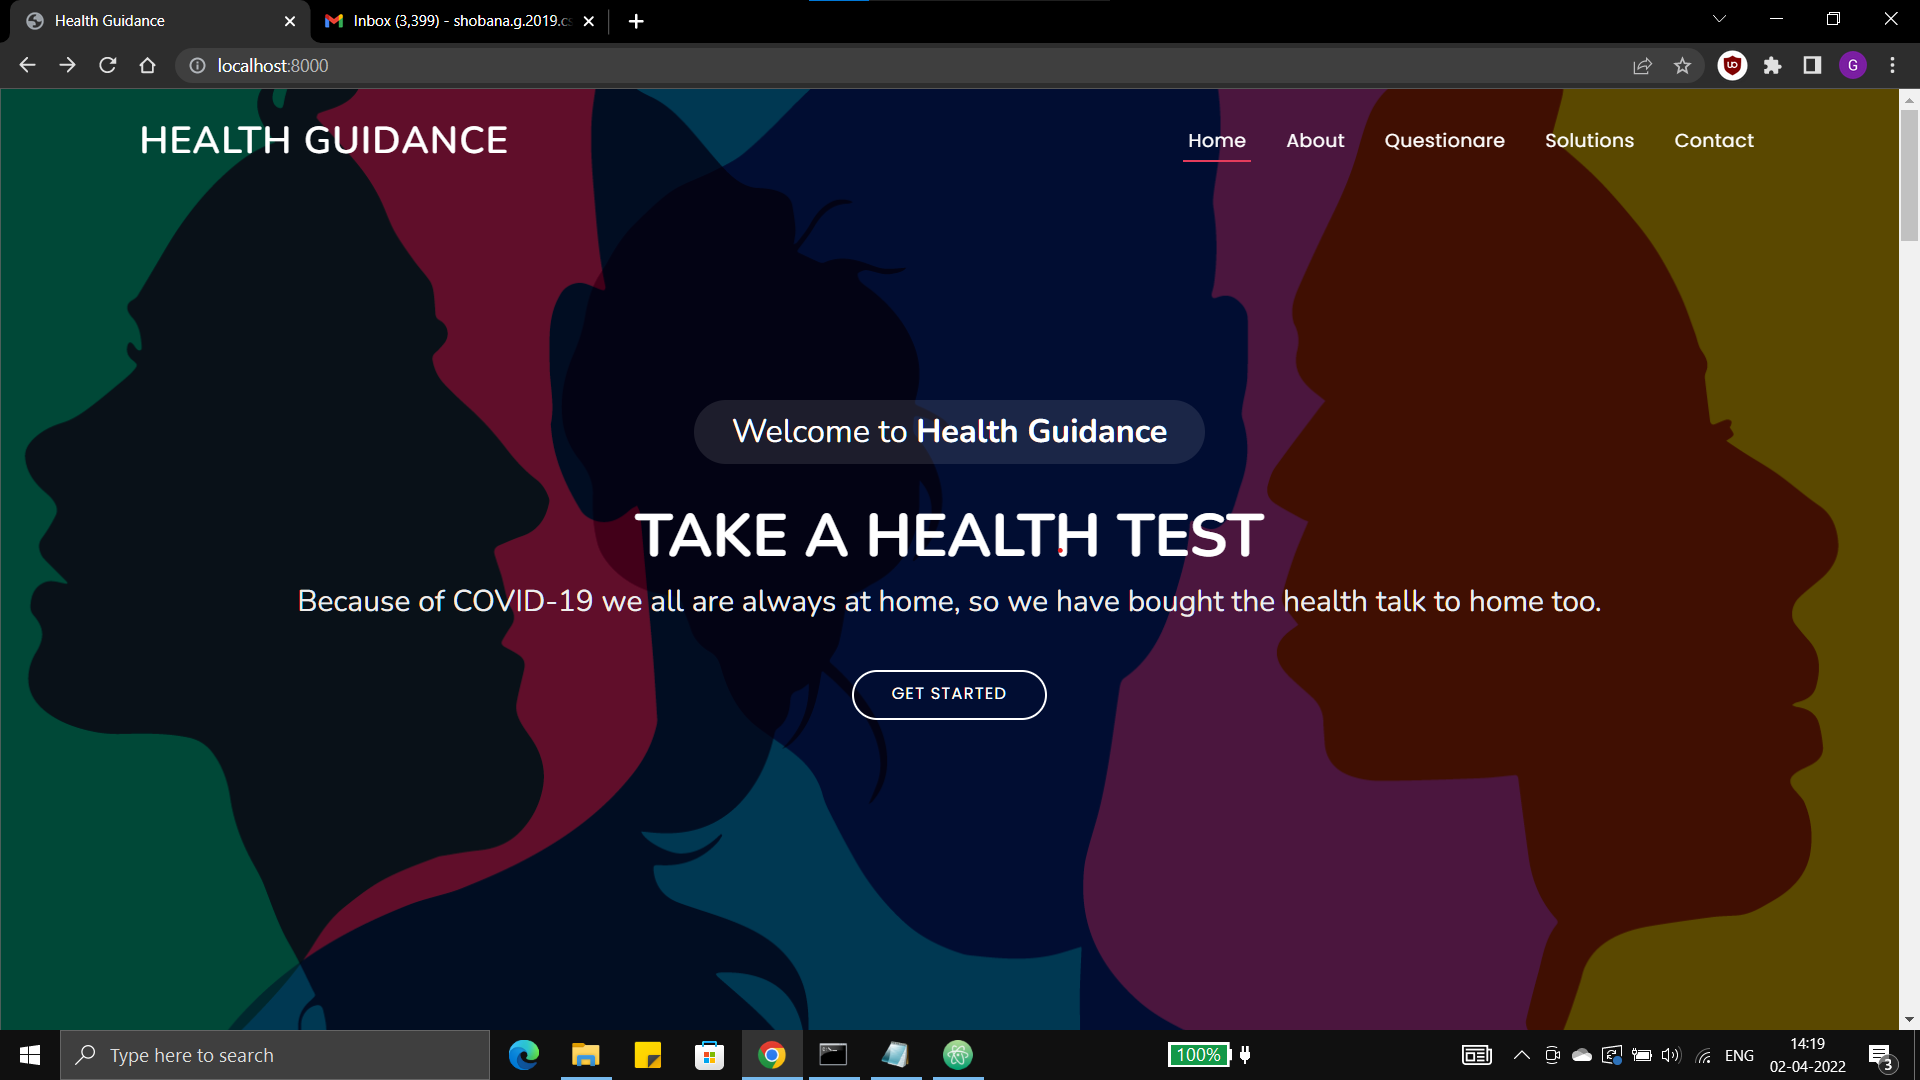 Health Guidance
Inbox (3,399) - shobana.g.2019.cs
localhost:8000
G
HEALTH GUIDANCE
Home About Questionare Solutions Contact
Welcome to Health Guidance
TAKE A HEALTH TEST
Because of COVID-19 we all are always at home, so we have bought the health talk to home too.
GET STARTED
Type here to search
100%
ENG
14:19
02-04-2022
3